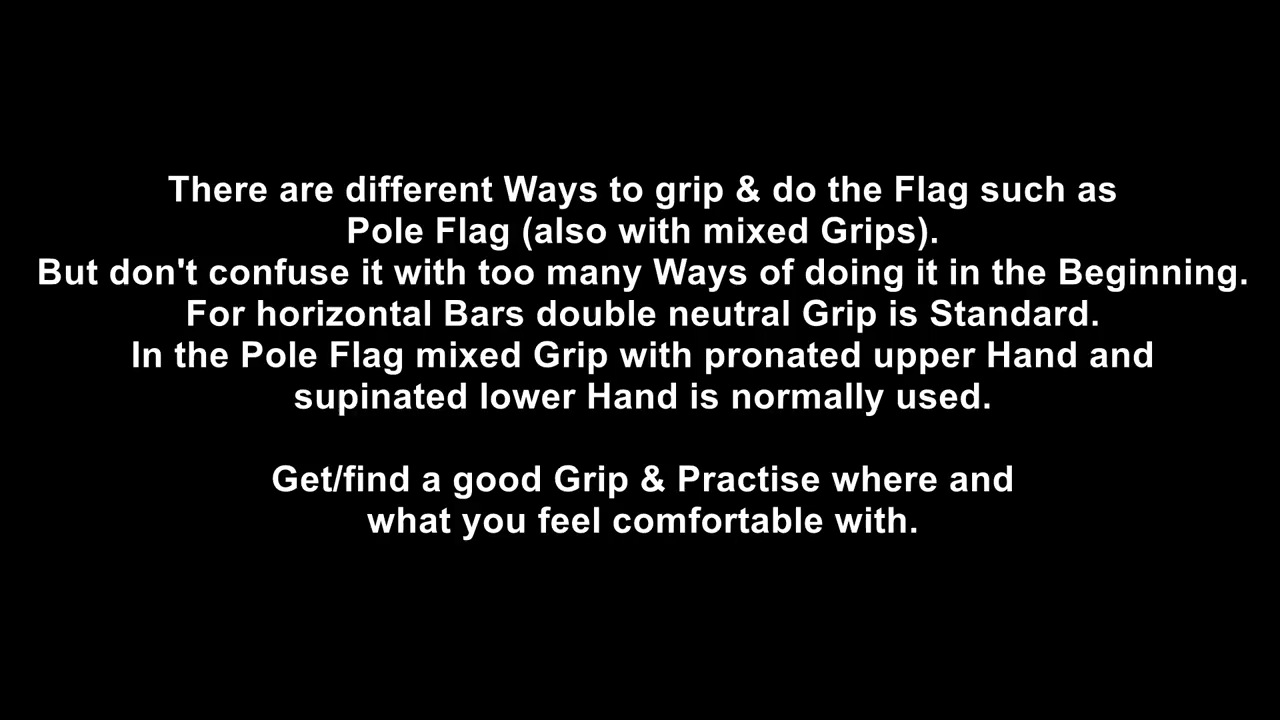 There are different Ways to grip & do the Flag such as
Pole Flag (also with mixed Grips).
But don't confuse it with too many Ways of doing it in the Beginning.
For horizontal Bars double neutral Grip is Standard.
In the Pole Flag mixed Grip with pronated upper Hand and
supinated lower Hand is normally used.
Get/find a good Grip & Practise where and
what you feel comfortable with.